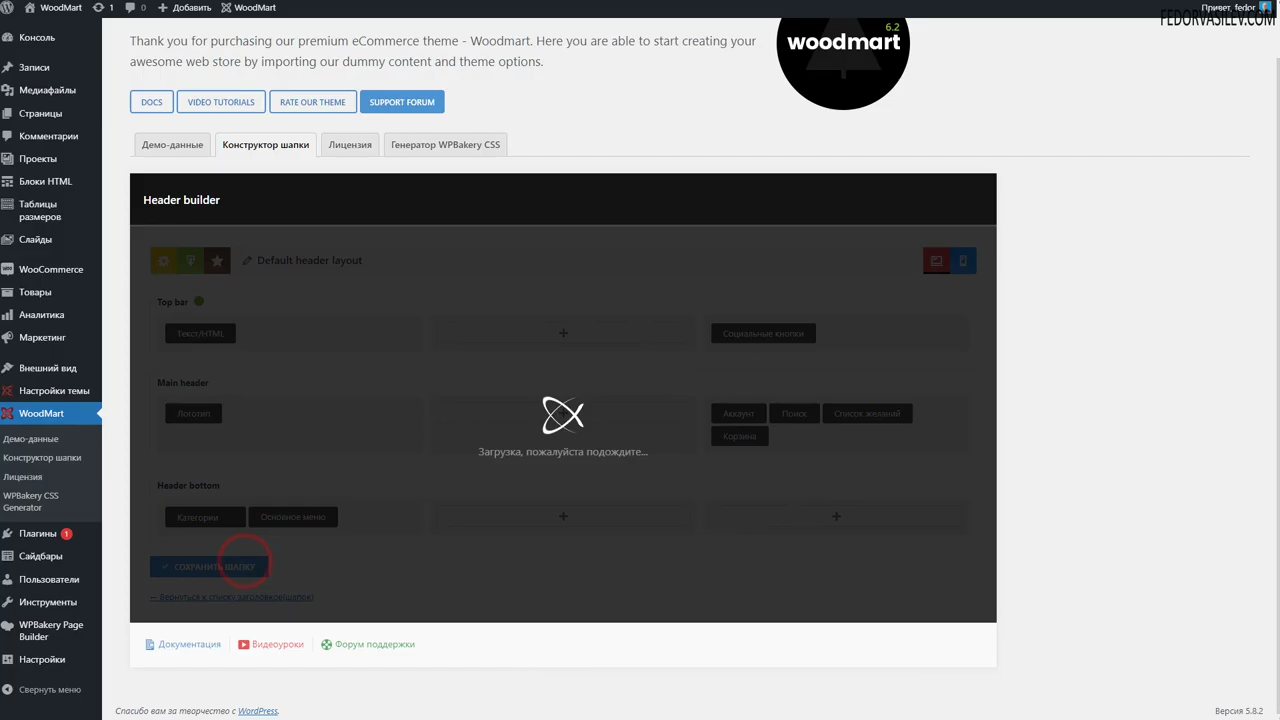 WoodMart
1
0
Добавить
WoodMart
Привет, fedor
FEDORVASILEV.COM
Консоль
Записи
Медиафайлы
Страницы
Комментарии
Проекты
Блоки HTML
Таблицы
размеров
Слайды
WooCommerce
Товары
Аналитика
Маркетинг
Внешний вид
Настройки темы
WoodMart
Демо-данные
Конструктор шапки
Лицензия
WPBakery CSS
Generator
Плагины 1
Сайдбары
Пользователи
Инструменты
WPBakery Page
Builder
Настройки
Свернуть меню
Thank you for purchasing our premium eCommerce theme - Woodmart. Here you are able to start creating your
awesome web store by importing our dummy content and theme options.
6.2
woodmart
DOCS
VIDEO TUTORIALS
RATE OUR THEME
SUPPORT FORUM
Демо-данные
Конструктор шапки
Лицензия
Генератор WPBakery CSS
Header builder
Default header layout
Top bar
Текст/HTML
Социальные кнопки
Main header
Логотип
Аккаунт
Поиск
Список желаний
Корзина
Загрузка, пожалуйста подождите...
Header bottom
Категории
Основное меню
СОХРАНИТЬ ШАПКУ
← Вернуться к списку заголовков(шапок)
Документация
Видеоуроки
Форум поддержки
Спасибо вам за творчество с WordPress.
Версия 5.8.2